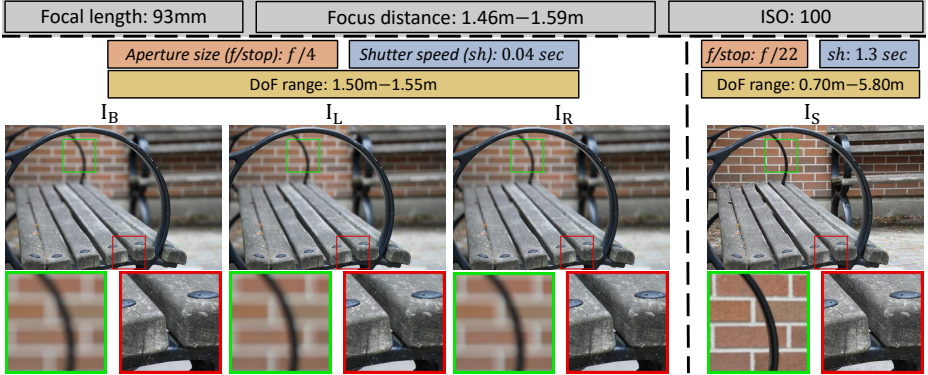 Focal length: 93mm
Focus distance: 1.46m−1.59m
ISO: 100
Aperture size (f/stop): f/4
Shutter speed (sh): 0.04 sec
f/stop: f/22
sh: 1.3 sec
DoF range: 1.50m−1.55m
DoF range: 0.70m−5.80m
I_B
I_L
I_R
I_S